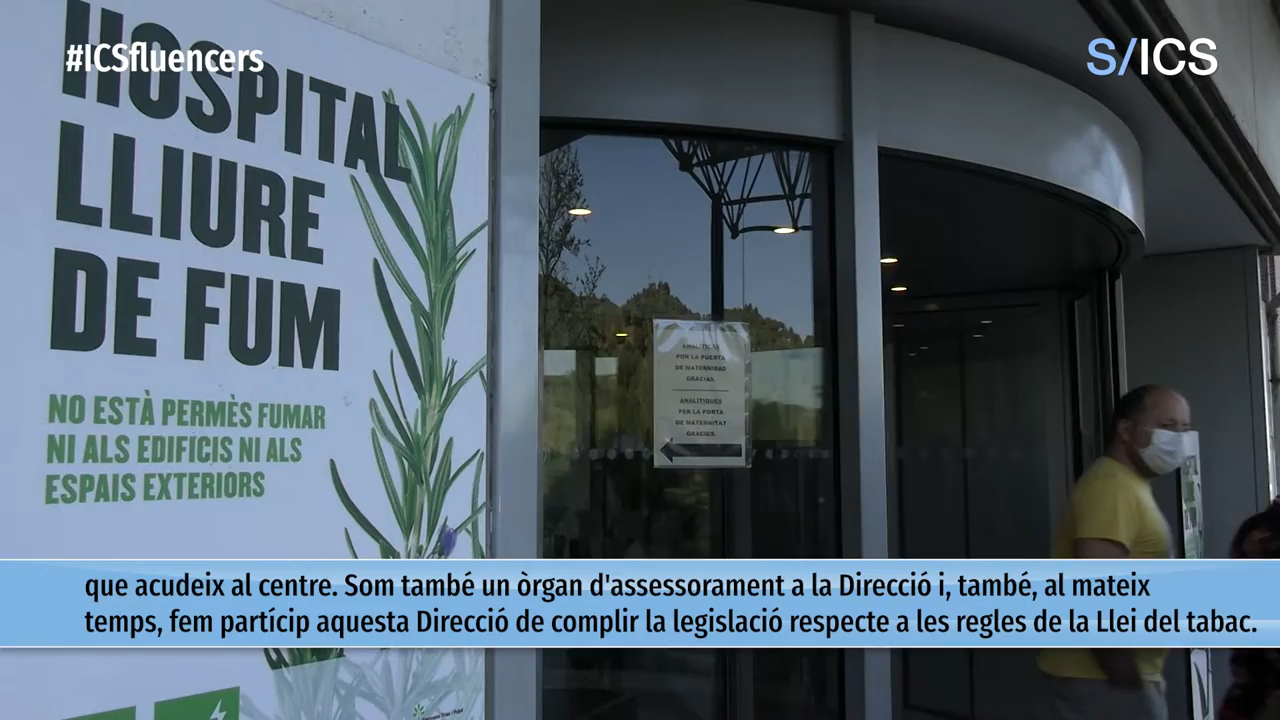 #ICSfluencers
S/ICS
HOSPITAL
LLIURE
DE FUM
NO ESTÀ PERMÈS FUMAR
NI ALS EDIFÍCIS NI ALS
ESPAIS EXTERIORS
ANALÍTICAS
POR LA PUERTA
DE MATERNIDAD
GRACIAS.
ANALÍTIQUES
PER LA PORTA
DE MATERNITAT
GRÀCIES.
que acudeix al centre. Som també un òrgan d'assessorament a la Direcció i, també, al mateix
temps, fem partícip aquesta Direcció de complir la legislació respecte a les regles de la Llei del tabac.